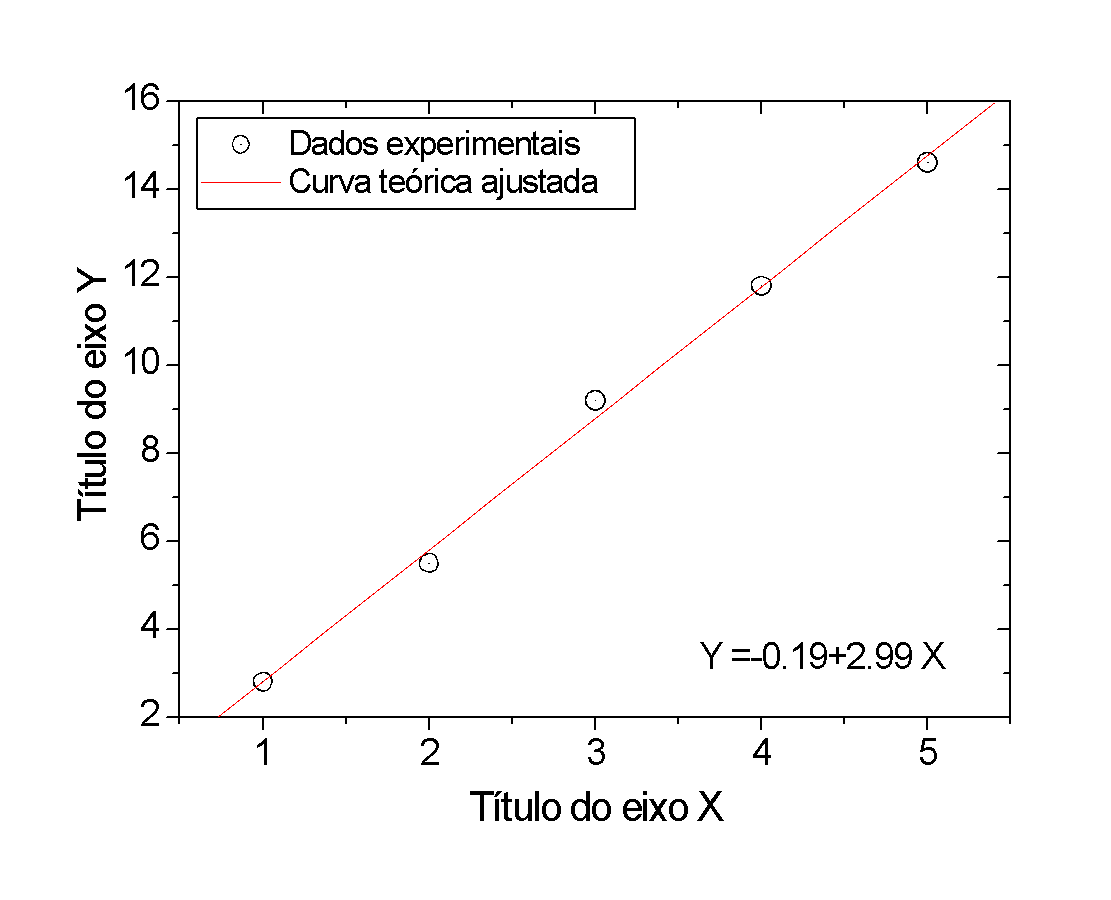 16
14
12
10
8
6
4
2
Título do eixo Y
Dados experimentais
Curva teórica ajustada
Y =-0.19+2.99 X
1 2 3 4 5
Título do eixo X